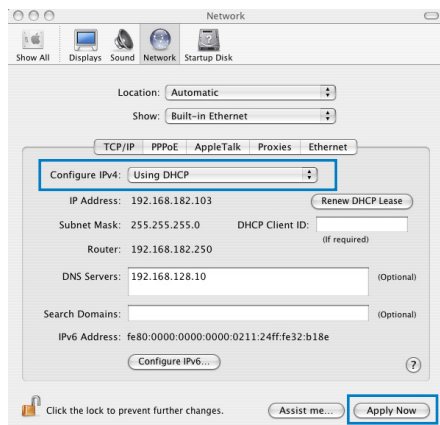 Network
Show All Displays Sound Network Startup Disk
Location: Automatic
Show: Built-in Ethernet
TCP/IP PPPoE AppleTalk Proxies Ethernet
Configure IPv4: Using DHCP
IP Address: 192.168.182.103 Renew DHCP Lease
Subnet Mask: 255.255.255.0 DHCP Client ID:
(If required)
Router: 192.168.182.250
DNS Servers: 192.168.128.10 (Optional)
Search Domains: (Optional)
IPv6 Address: fe80:0000:0000:0000:0211:24ff:fe32:b18e
Configure IPv6... ?
Click the lock to prevent further changes. Assist me... Apply Now